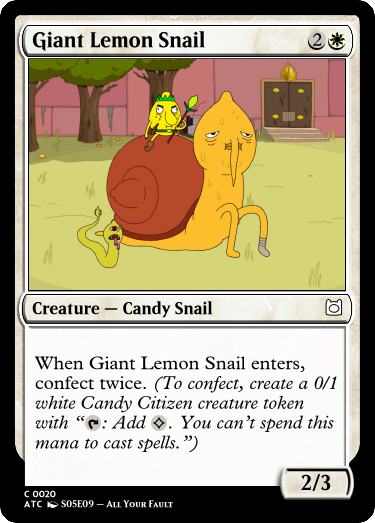 Giant Lemon Snail 2
Creature — Candy Snail
When Giant Lemon Snail enters,
confect twice. (To confect, create a 0/1
white Candy Citizen creature token
with “: Add . You can’t spend this
mana to cast spells.”)
2/3
C 0020
ATC S05E09 — All Your Fault